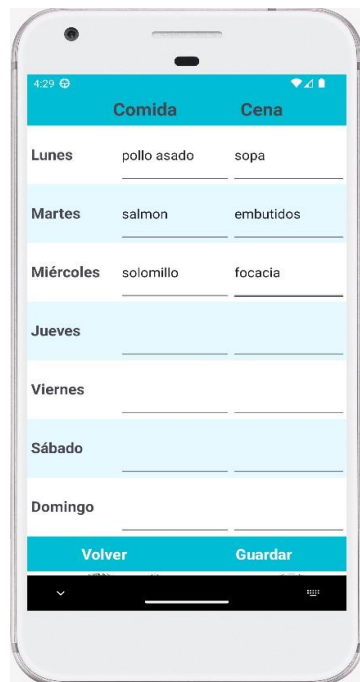 4:29
Comida Cena
Lunes pollo asado sopa
Martes salmon embutidos
Miércoles solomillo focacia
Jueves
Viernes
Sábado
Domingo
Volver Guardar